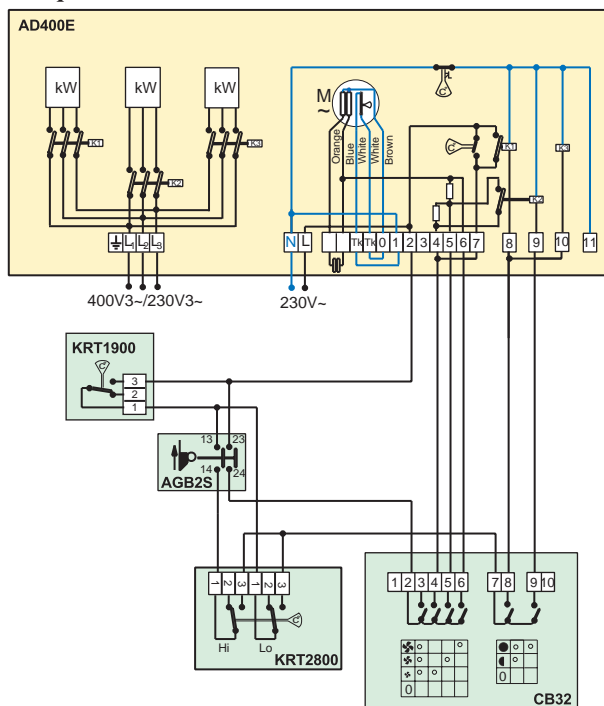 AD400E
kW kW kW
K1 K2 K3
M
~
Orange
Blue
White
White
Brown
K1 K3
K2
L1 L2 L3
N L
Tk Tk 0 1 2 3 4 5 6 7 8 9 10 11
400V3~/230V3~
230V~
KRT1900
3
2
1
13 23
14 24
AGB2S
1 2 3 1 2 3
Hi Lo
KRT2800
1 2 3 4 5 6 7 8 9 10
0
0
CB32